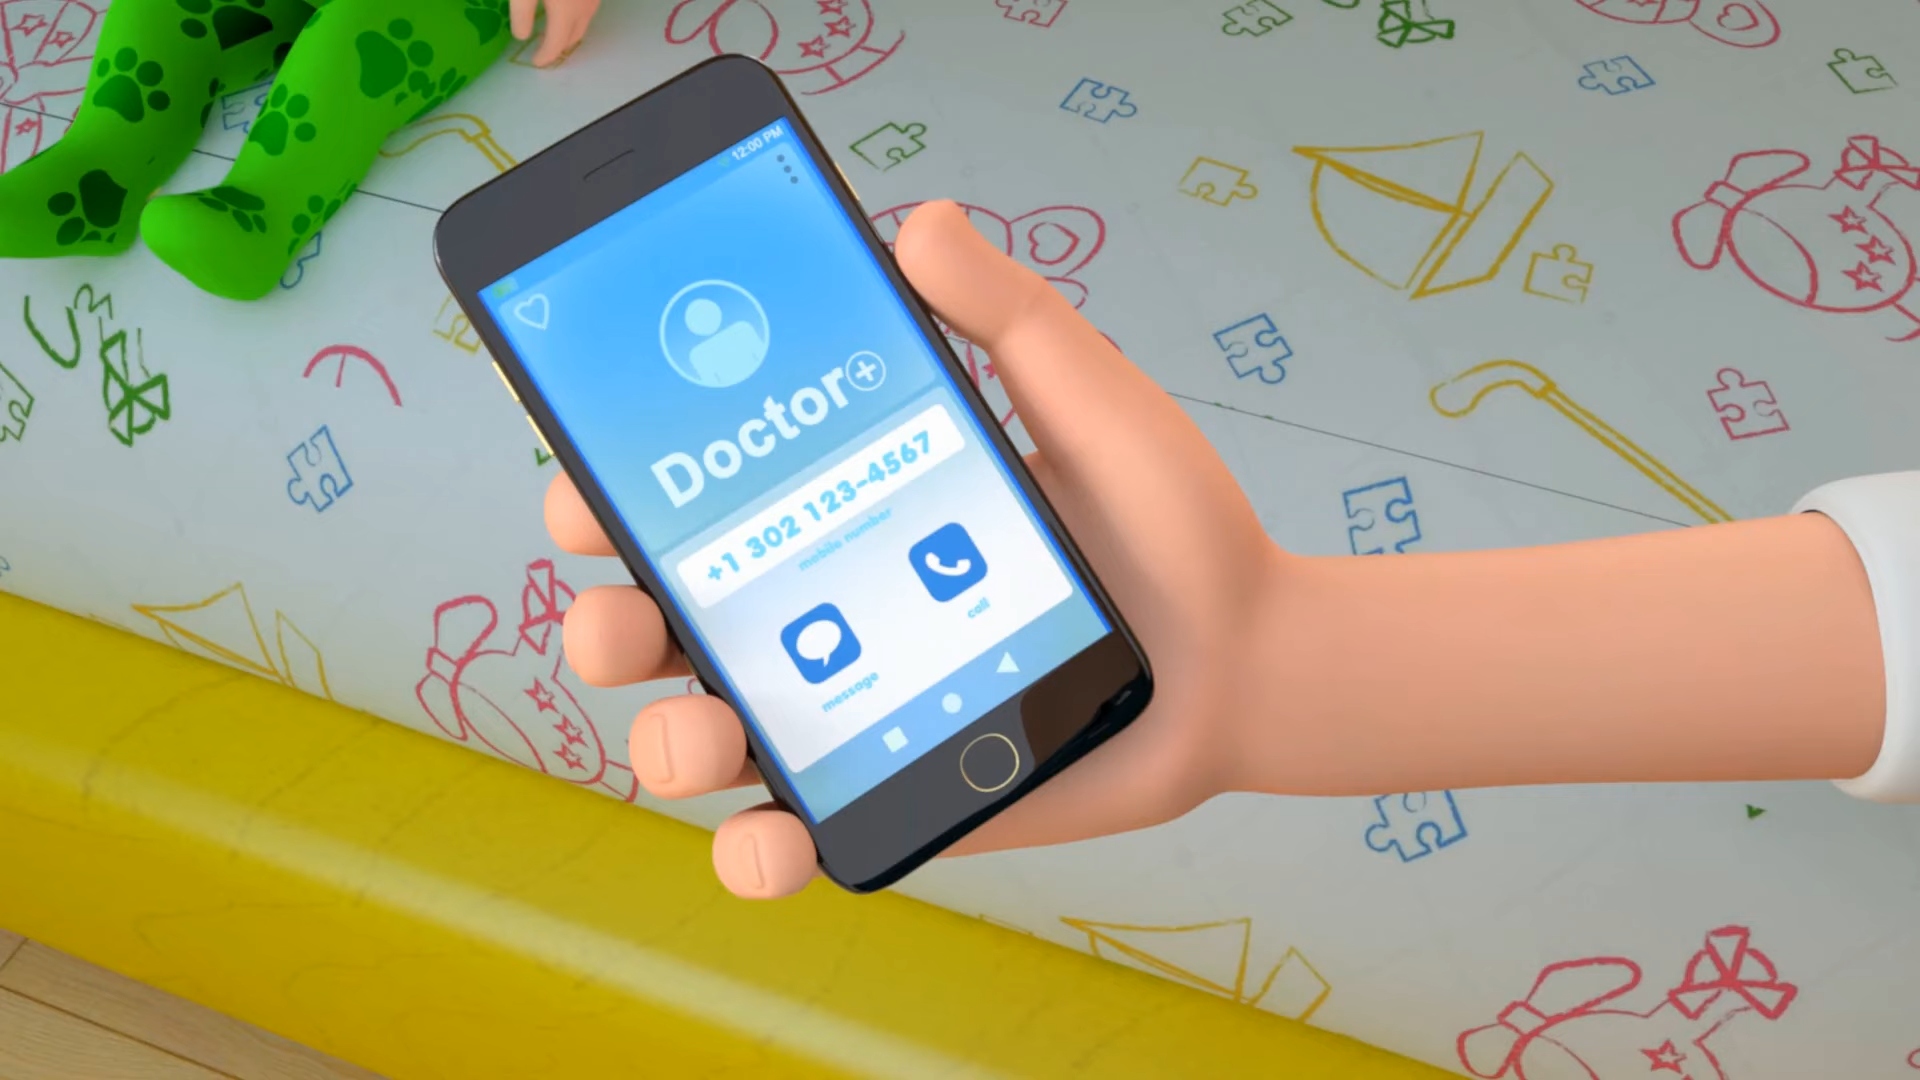 12:00 PM
Doctor
+1 302 123-4567
mobile number
call
message